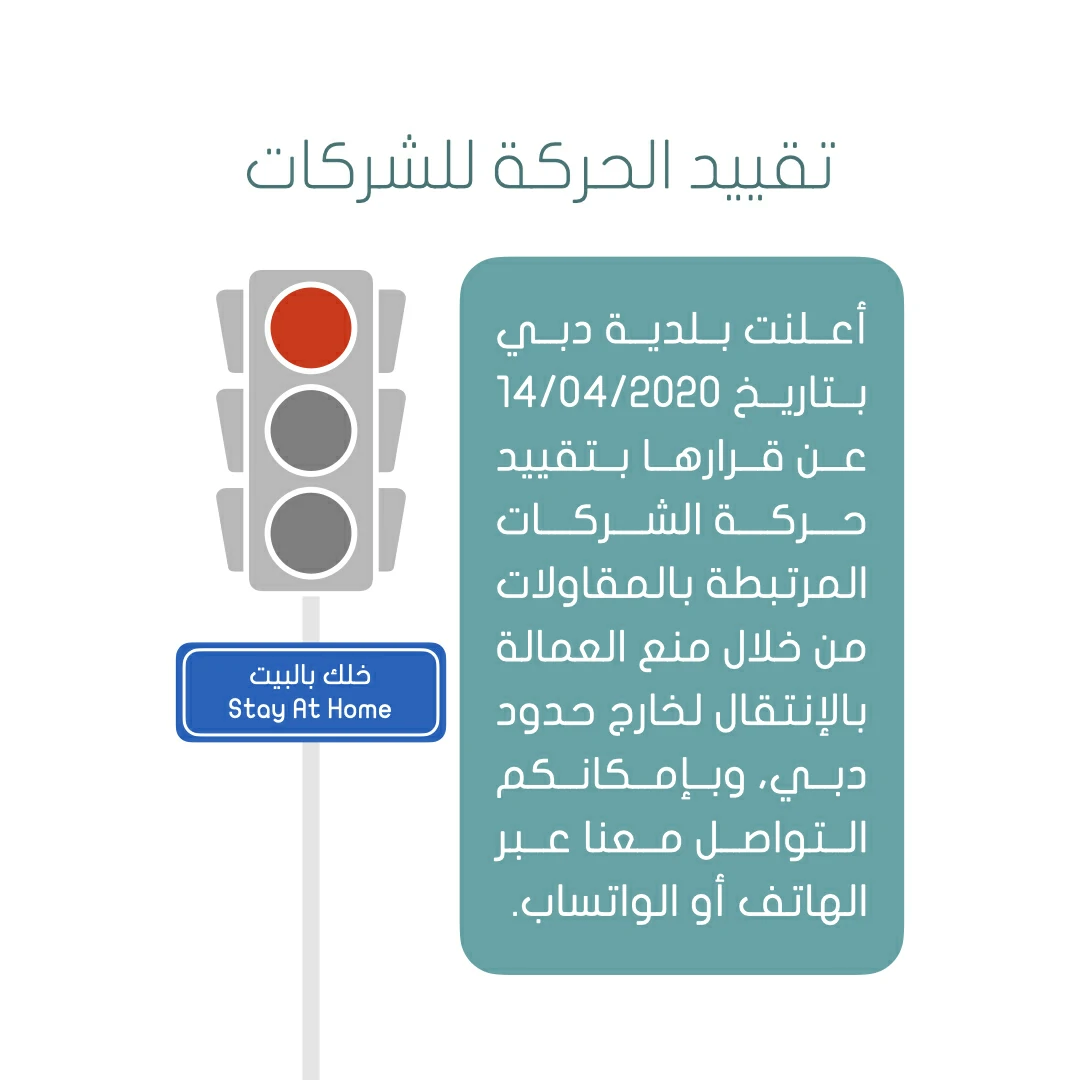 تقييد الحركة للشركات
أعلنت بلدية دبي
بتاريخ 14/04/2020
عن قرارها بتقييد
حركة الشركات
المرتبطة بالمقاولات
من خلال منع العمالة
بالإنتقال لخارج حدود
دبي، وبإمكانكم
التواصل معنا عبر
الهاتف أو الواتساب.
خلك بالبيت
Stay At Home